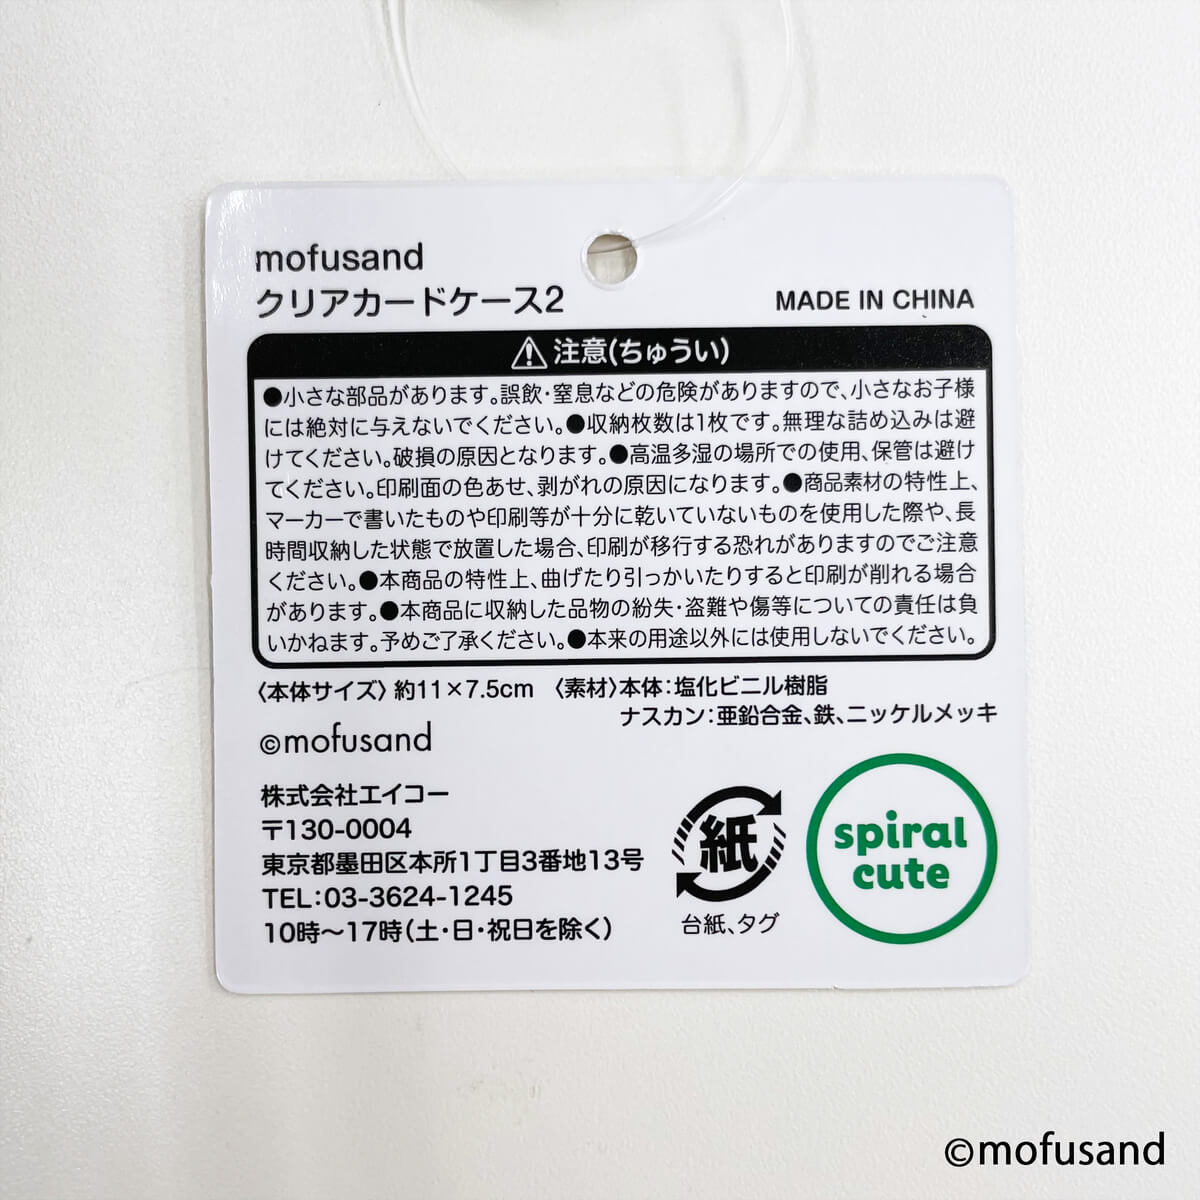 mofusand
クリアカードケース2
MADE IN CHINA
注意(ちゅうい)
●小さな部品があります。誤飲・窒息などの危険がありますので、小さなお子様
には絶対に与えないでください。●収納枚数は1枚です。無理な詰め込みは避
けてください。破損の原因となります。●高温多湿の場所での使用、保管は避け
てください。印刷面の色あせ、剥がれの原因になります。●商品素材の特性上、
マーカーで書いたものや印刷等が十分に乾いていないものを使用した際や、長
時間収納した状態で放置した場合、印刷が移行する恐れがありますのでご注意
ください。●本商品の特性上、曲げたり引っかいたりすると印刷が削れる場合
があります。●本商品に収納した品物の紛失・盗難や傷等についての責任は負
いかねます。予めご了承ください。●本来の用途以外には使用しないでください。
〈本体サイズ〉約11×7.5cm 〈素材〉本体:塩化ビニル樹脂
ナスカン:亜鉛合金、鉄、ニッケルメッキ
©mofusand
株式会社エイコー
〒130-0004
東京都墨田区本所1丁目3番地13号
TEL:03-3624-1245
10時〜17時(土・日・祝日を除く)
紙
台紙、タグ
spiral
cute
©mofusand